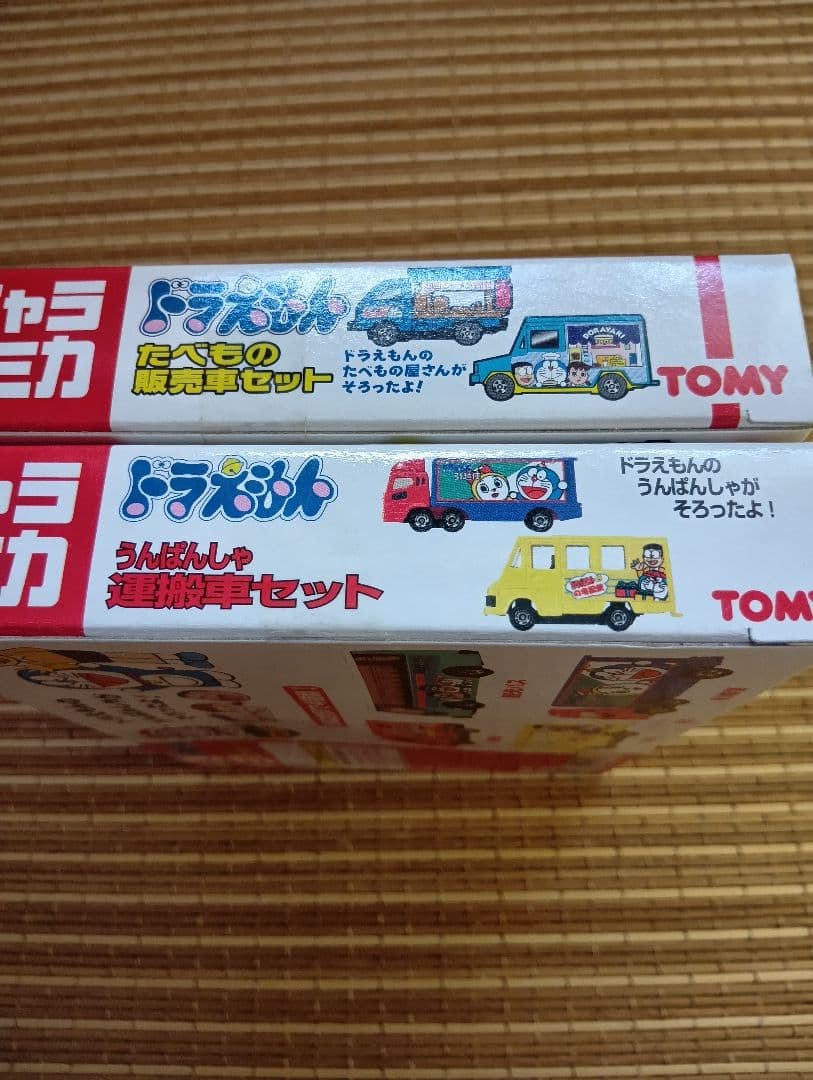 ャラ
ミカ
ドラえもん
たべもの
販売車セット
ドラえもんの
たべもの屋さんが
そろったよ!
DORAYAKI
TOMY
ャラ
ミカ
ドラえもん
うんぱんしゃ
運搬車セット
ドラえもんの
うんぱんしゃが
そろったよ!
TOMY